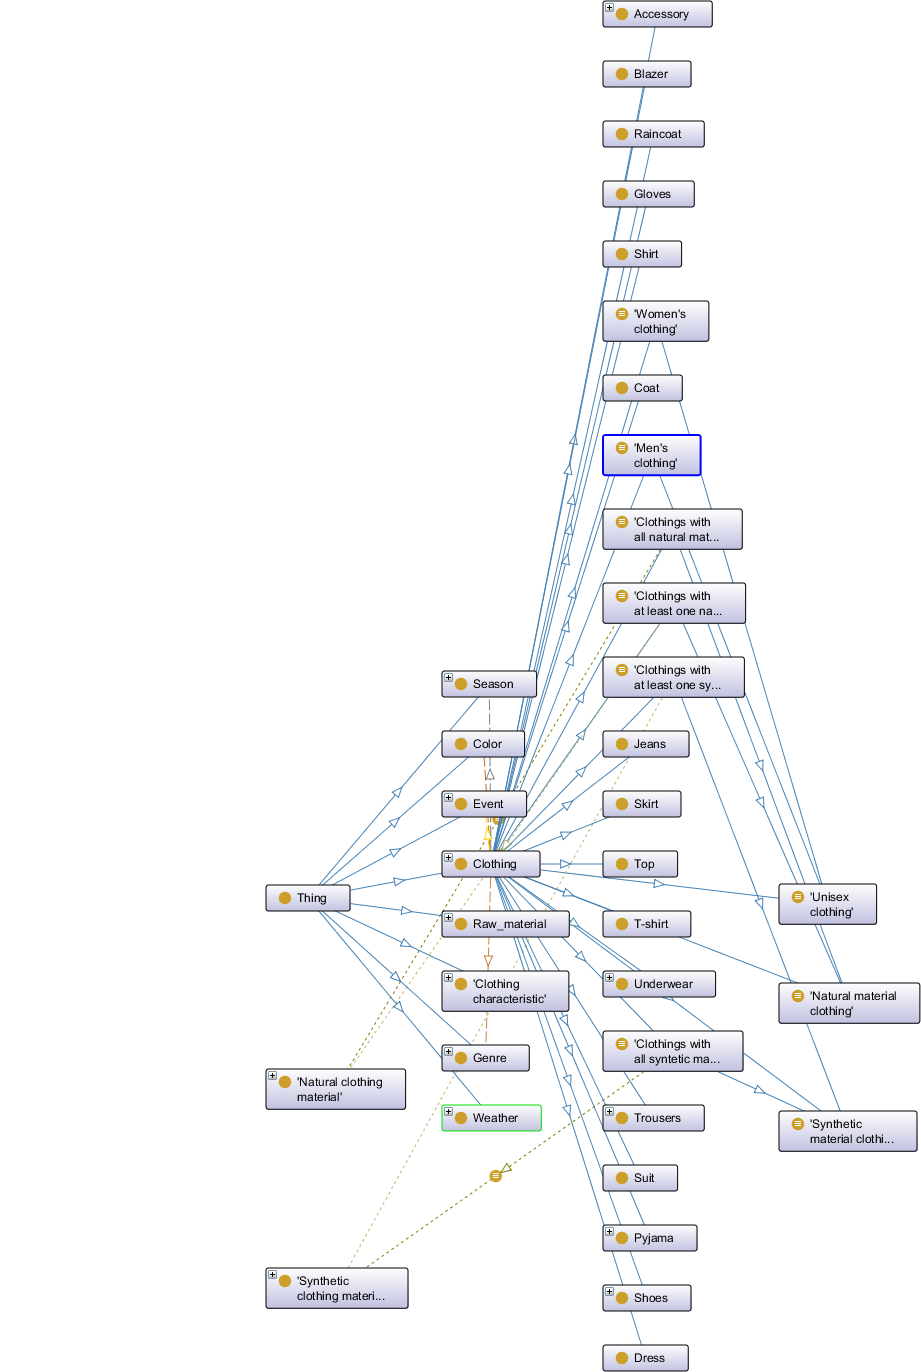 Accessory
Blazer
Raincoat
Gloves
Shirt
'Women's
clothing'
Coat
'Men's
clothing'
'Clothings with
all natural mat...
'Clothings with
at least one na...
'Clothings with
at least one sy...
Season
Color
Jeans
Event
Skirt
Clothing
Top
Thing
'Unisex
clothing'
Raw_material
T-shirt
'Clothing
characteristic'
Underwear
'Natural material
clothing'
Genre
'Clothings with
all syntetic ma...
'Natural clothing
material'
Weather
Trousers
'Synthetic
material clothi...
Suit
Pyjama
'Synthetic
clothing materi...
Shoes
Dress